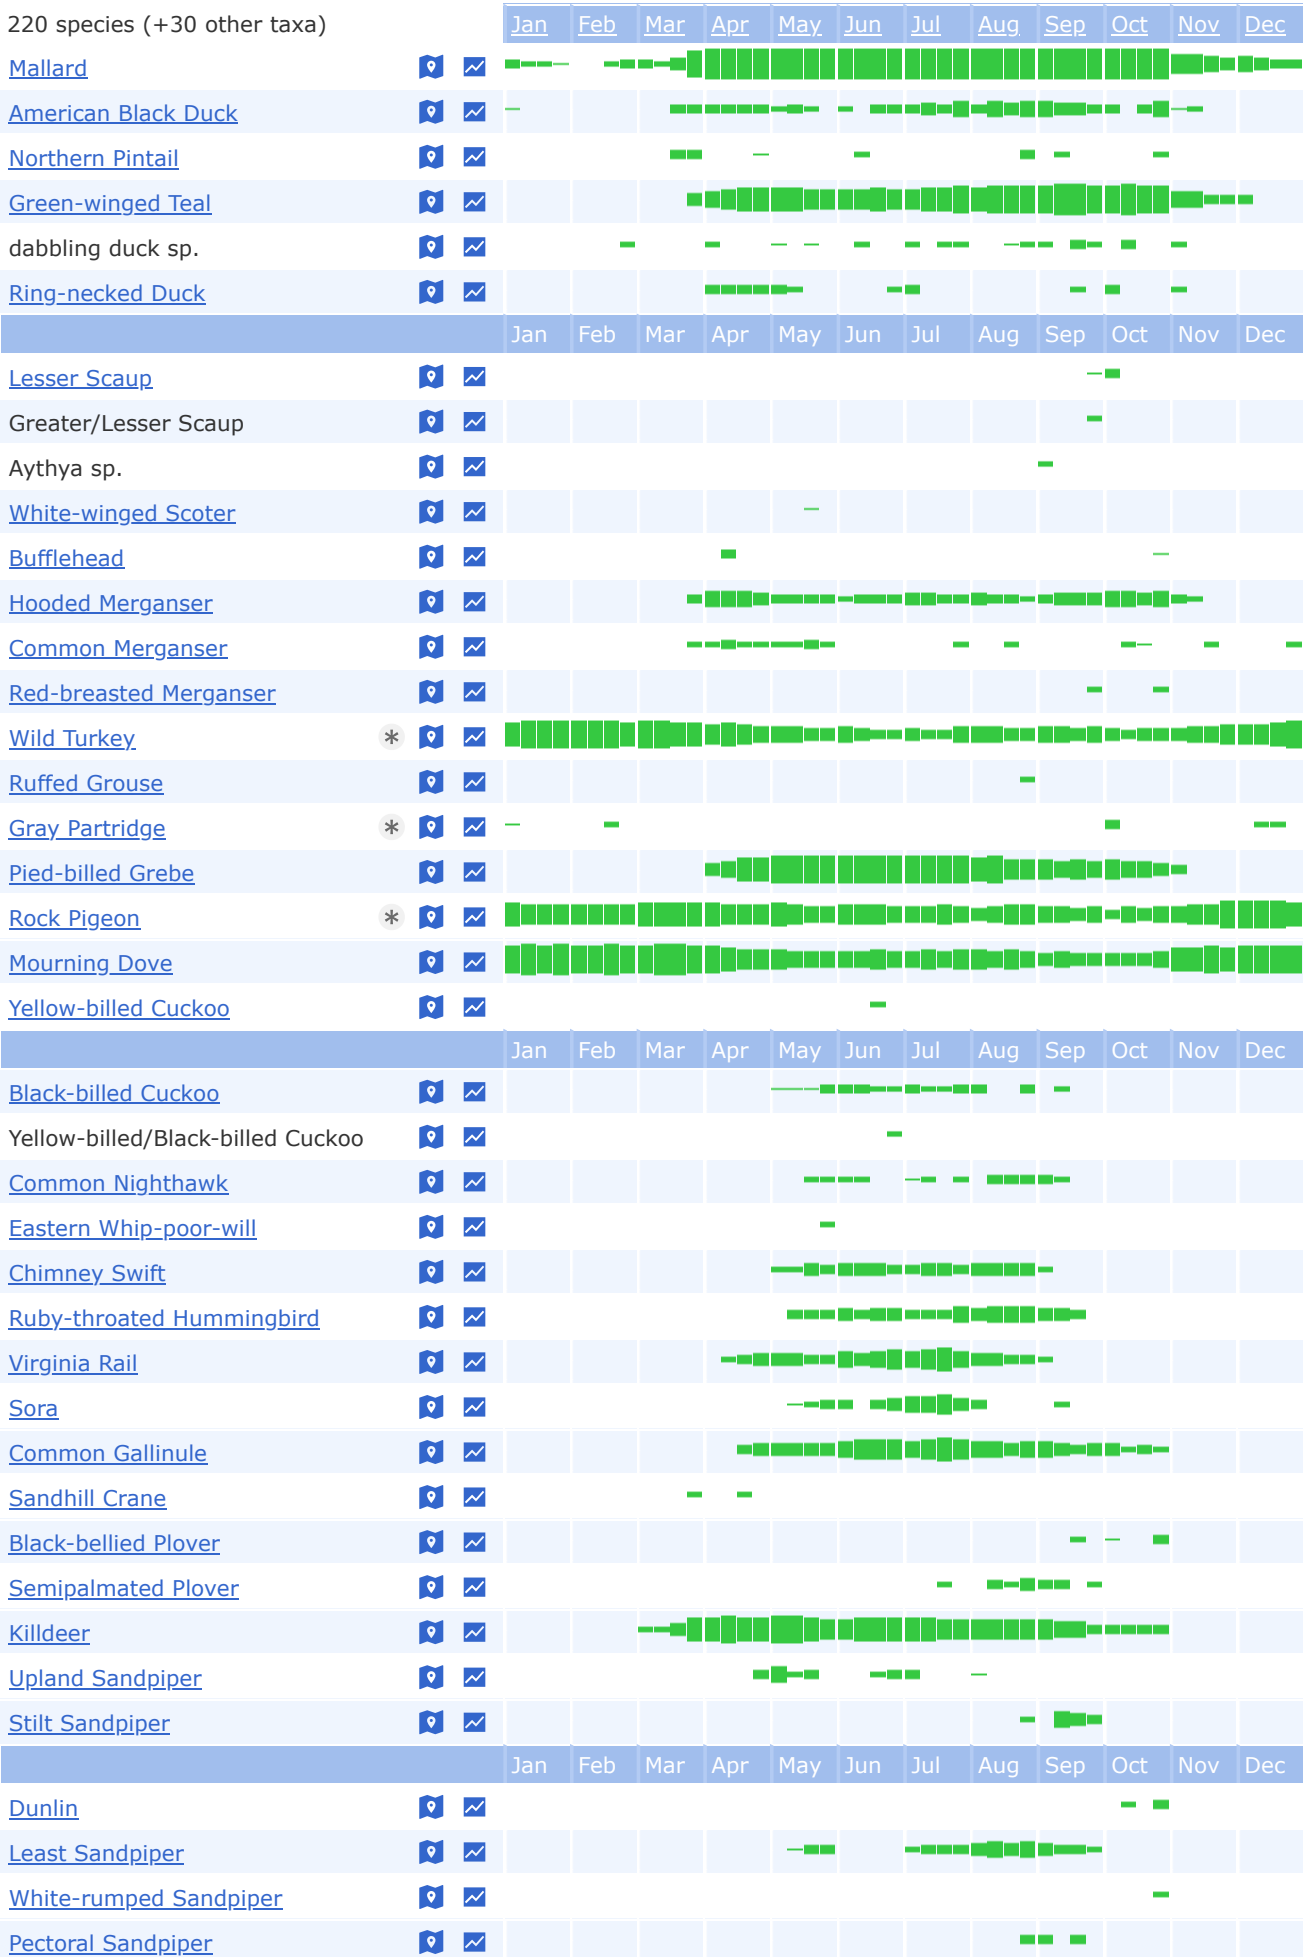 220 species (+30 other taxa) Jan Feb Mar Apr May Jun Jul Aug Sep Oct Nov Dec
Mallard
American Black Duck
Northern Pintail
Green-winged Teal
dabbling duck sp.
Ring-necked Duck
Jan Feb Mar Apr May Jun Jul Aug Sep Oct Nov Dec
Lesser Scaup
Greater/Lesser Scaup
Aythya sp.
White-winged Scoter
Bufflehead
Hooded Merganser
Common Merganser
Red-breasted Merganser
Wild Turkey *
Ruffed Grouse
Gray Partridge *
Pied-billed Grebe
Rock Pigeon *
Mourning Dove
Yellow-billed Cuckoo
Jan Feb Mar Apr May Jun Jul Aug Sep Oct Nov Dec
Black-billed Cuckoo
Yellow-billed/Black-billed Cuckoo
Common Nighthawk
Eastern Whip-poor-will
Chimney Swift
Ruby-throated Hummingbird
Virginia Rail
Sora
Common Gallinule
Sandhill Crane
Black-bellied Plover
Semipalmated Plover
Killdeer
Upland Sandpiper
Stilt Sandpiper
Jan Feb Mar Apr May Jun Jul Aug Sep Oct Nov Dec
Dunlin
Least Sandpiper
White-rumped Sandpiper
Pectoral Sandpiper